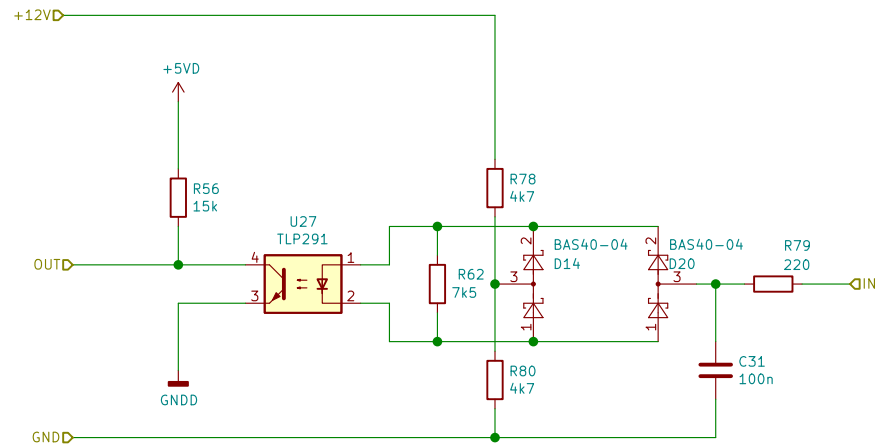 +12V
+5VD
R56
15k
U27
TLP291
R78
4k7
OUT
4
3
1
2
R62
7k5
3
2
1
BAS40-04
D14
2
3
1
BAS40-04
D20
R79
220
IN
R80
4k7
C31
100n
GNDD
GND